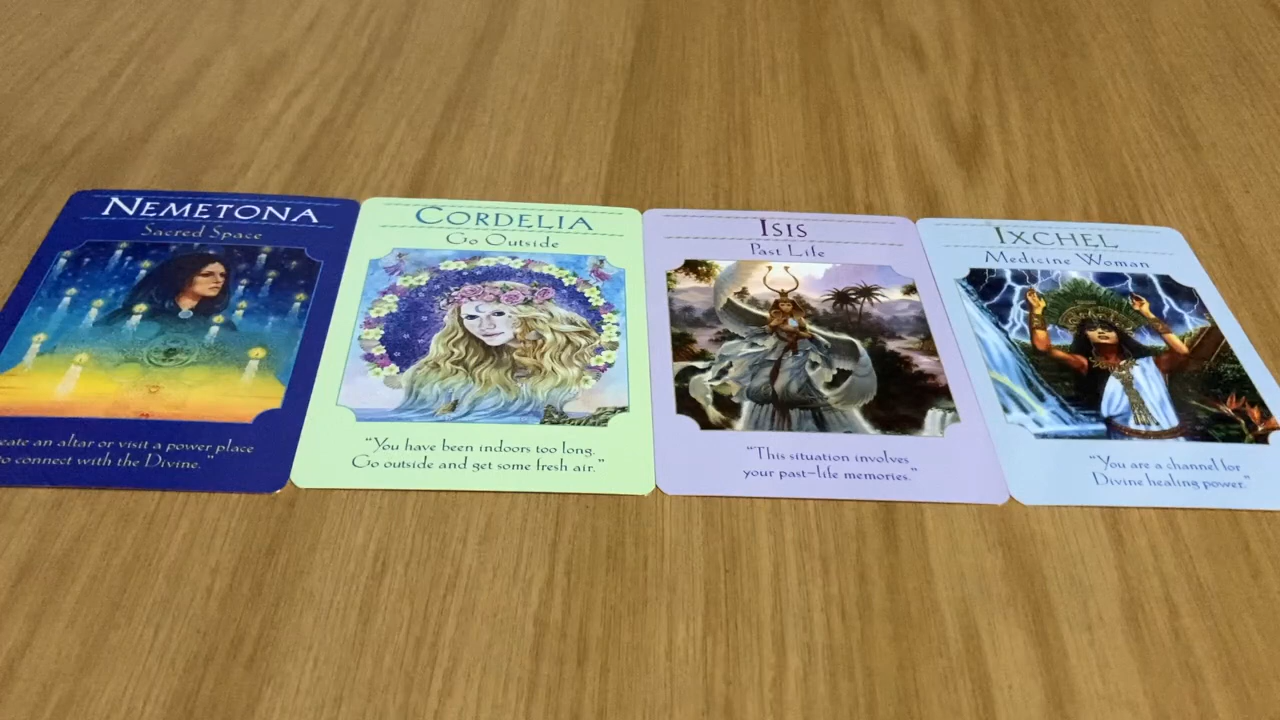 NEMETONA
Sacred Space
eate an altar or visit a power place
to connect with the Divine."
CORDELIA
Go Outside
"You have been indoors too long.
Go outside and get some fresh air."
ISIS
Past Life
"This situation involves
your past-life memories."
IXCHEL
Medicine Woman
"You are a channel for
Divine healing power."